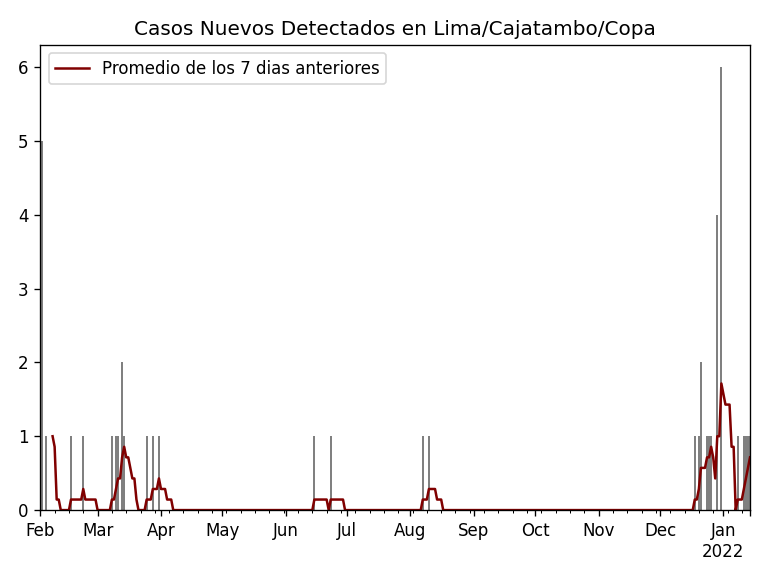 Casos Nuevos Detectados en Lima/Cajatambo/Copa
Promedio de los 7 dias anteriores
6
5
4
3
2
1
0
Feb Mar Apr May Jun Jul Aug Sep Oct Nov Dec Jan
2022